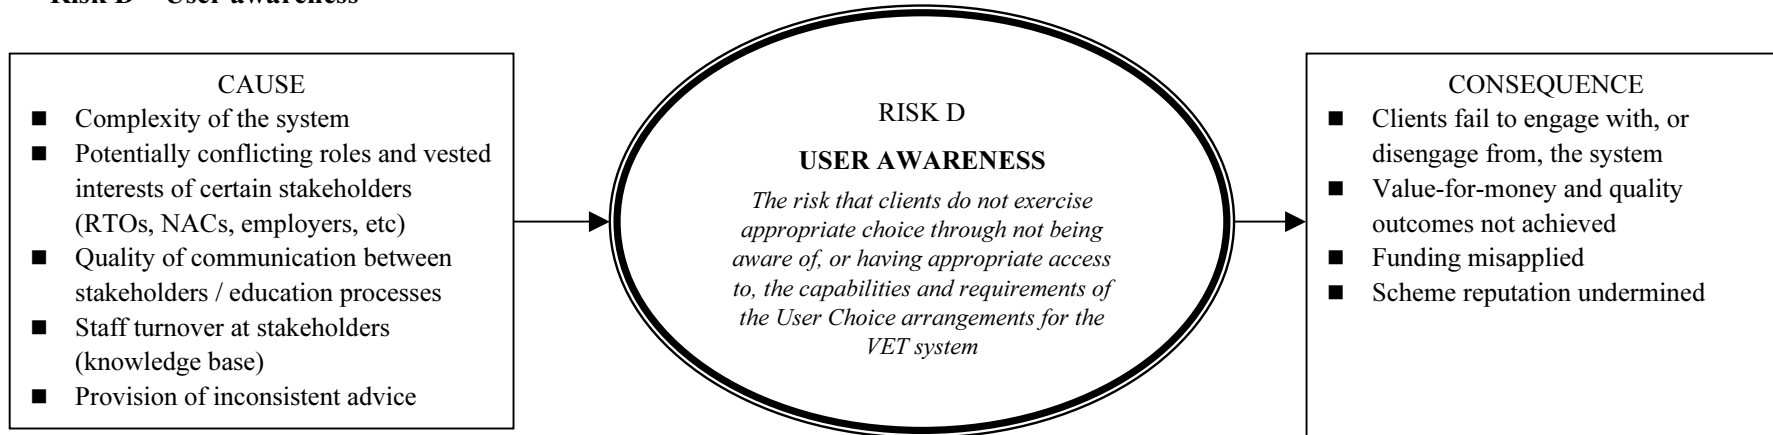 Risk D – User awareness
CAUSE
■ Complexity of the system
■ Potentially conflicting roles and vested
interests of certain stakeholders
(RTOs, NACs, employers, etc)
■ Quality of communication between
stakeholders / education processes
■ Staff turnover at stakeholders
(knowledge base)
■ Provision of inconsistent advice
RISK D
USER AWARENESS
The risk that clients do not exercise
appropriate choice through not being
aware of, or having appropriate access
to, the capabilities and requirements of
the User Choice arrangements for the
VET system
CONSEQUENCE
■ Clients fail to engage with, or
disengage from, the system
■ Value-for-money and quality
outcomes not achieved
■ Funding misapplied
■ Scheme reputation undermined